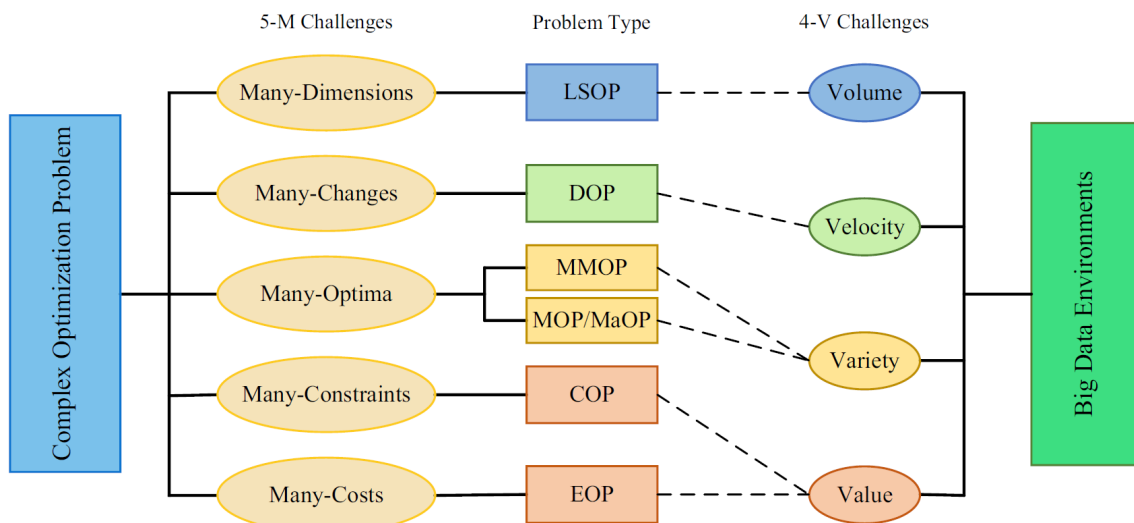 5-M Challenges
Problem Type
4-V Challenges
Complex Optimization Problem
Many-Dimensions
LSOP
Volume
Many-Changes
DOP
Velocity
Many-Optima
MMOP
MOP/MaOP
Variety
Many-Constraints
COP
Many-Costs
EOP
Value
Big Data Environments